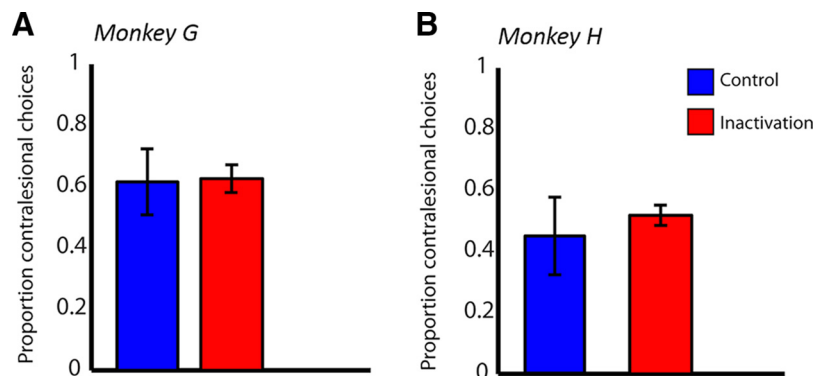 A
Monkey G
Proportion contralesional choices
1
0.8
0.6
0.4
0.2
0
B
Monkey H
Proportion contralesional choices
1
0.8
0.6
0.4
0.2
0
Control
Inactivation